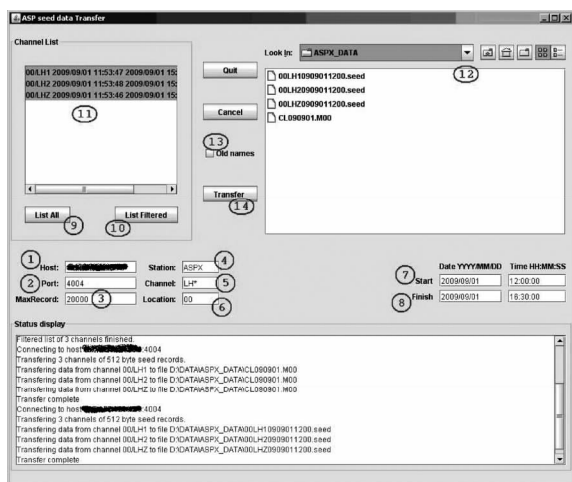 ASP seed data Transfer
Channel List
00/LH1 2009/09/01 11:53:47 2009/09/01 15:
00/LH2 2009/09/01 11:53:48 2009/09/01 15:
00/LHZ 2009/09/01 11:53:46 2009/09/01 15:
11
List All
9
List Filtered
10
Quit
Cancel
13
Old names
Transfer
14
Look In:
ASPX_DATA
12
00LH10909011200.seed
00LH20909011200.seed
00LHZ0909011200.seed
CL090901.M00
1
Host:
Station:
ASPX
4
2
Port:
4004
Channel:
LH*
5
MaxRecord:
20000
3
Location:
00
6
Date YYYY/MM/DD
Time HH:MM:SS
7
Start
2009/09/01
12:00:00
8
Finish
2009/09/01
16:30:00
Status display
Filtered list of 3 channels finished.
Connecting to host :4004
Transfering 3 channels of 512 byte seed records.
Transfering data from channel 00/LH1 to file D:\DATA\ASPX_DATA\CL090901.M00
Transfering data from channel 00/LH2 to file D:\DATA\ASPX_DATA\CL090901.M00
Transfering data from channel 00/LHZ to file D:\DATA\ASPX_DATA\CL090901.M00
Transfer complete
Connecting to host :4004
Transfering 3 channels of 512 byte seed records.
Transfering data from channel 00/LH1 to file D:\DATA\ASPX_DATA\00LH10909011200.seed
Transfering data from channel 00/LH2 to file D:\DATA\ASPX_DATA\00LH20909011200.seed
Transfering data from channel 00/LHZ to file D:\DATA\ASPX_DATA\00LHZ0909011200.seed
Transfer complete